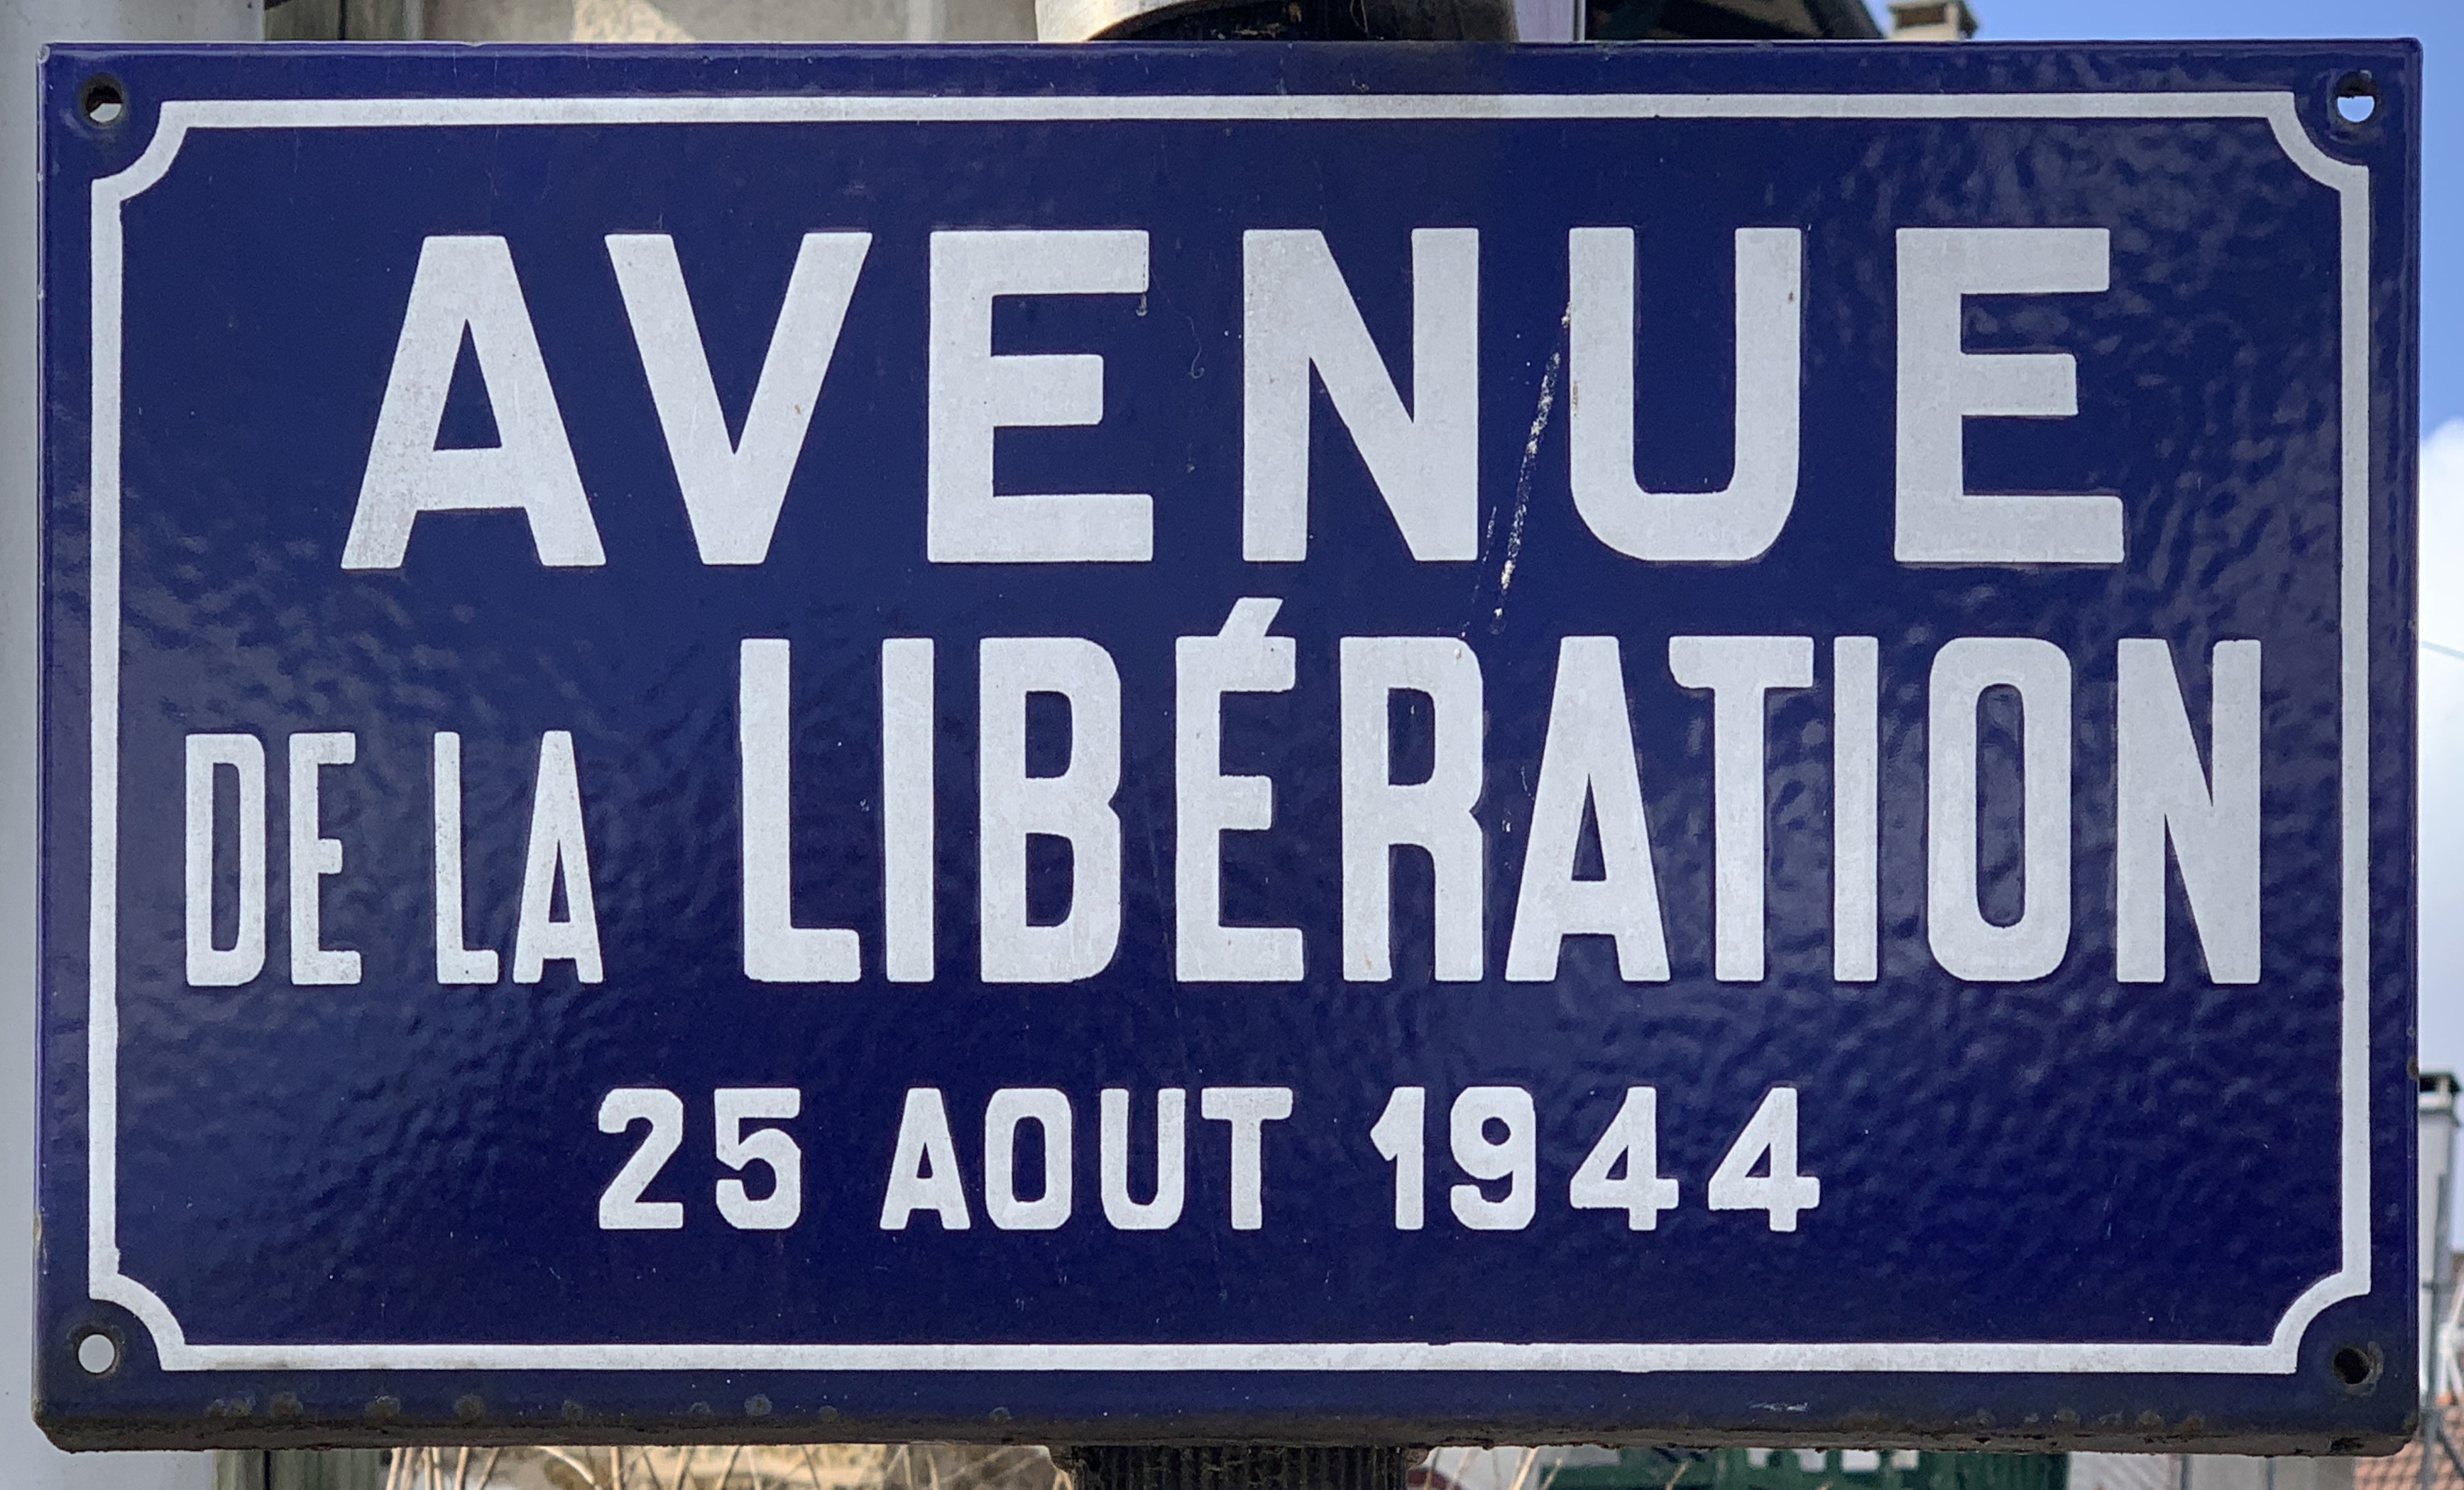 AVENUE
DE LA LIBÉRATION
25 AOUT 1944